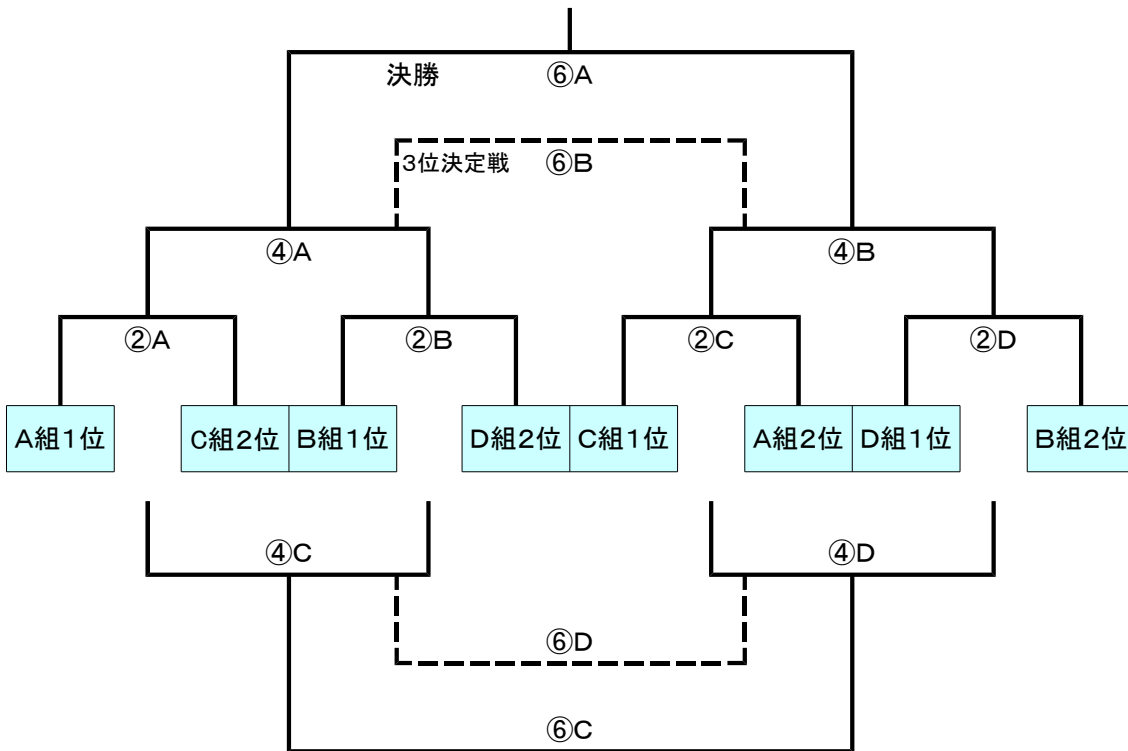 決勝 ⑥A
3位決定戦 ⑥B
④A ④B
②A ②B ②C ②D
A組1位 C組2位 B組1位 D組2位 C組1位 A組2位 D組1位 B組2位
④C ④D
⑥D
⑥C